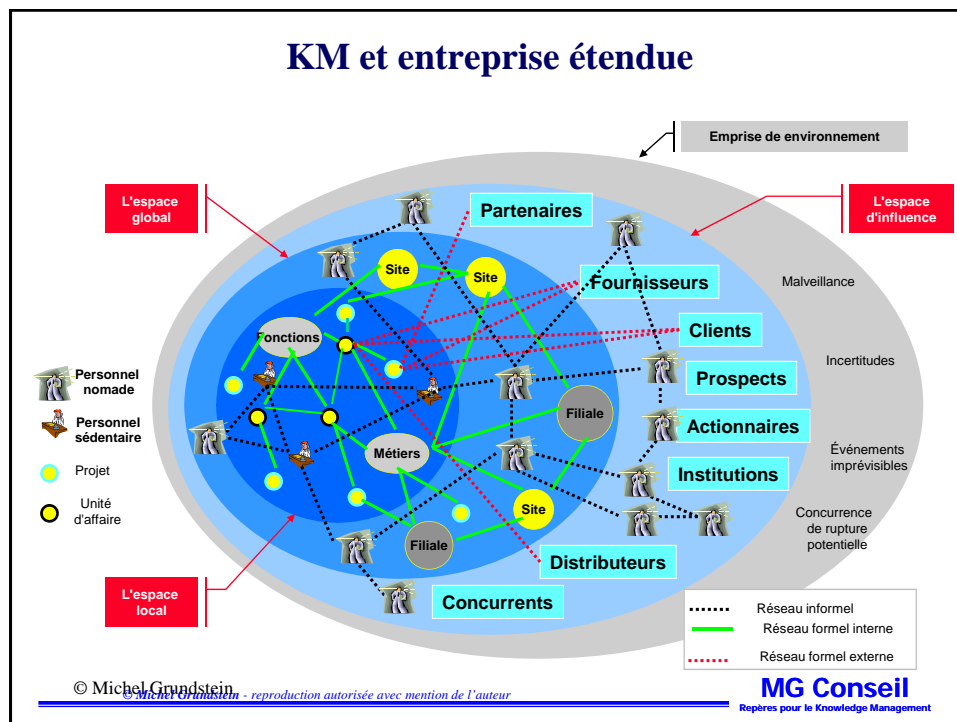 KM et entreprise étendue
Emprise de environnement
L'espace
global
Partenaires
L'espace
d'influence
Site
Site
Fournisseurs
Malveillance
Fonctions
Clients
Incertitudes
Personnel
nomade
Prospects
Personnel
sédentaire
Filiale
Actionnaires
Métiers
Événements
imprévisibles
Projet
Institutions
Unité
d'affaire
Site
Concurrence
de rupture
potentielle
Filiale
Distributeurs
L'espace
local
Concurrents
Réseau informel
Réseau formel interne
Réseau formel externe
© Michel Grundstein
© Michel Grundstein - reproduction autorisée avec mention de l'auteur
MG Conseil
Repères pour le Knowledge Management